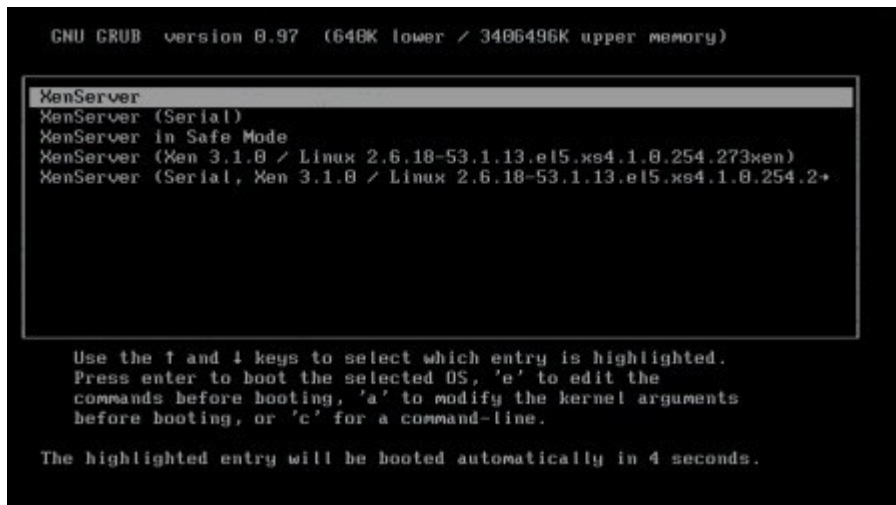 GNU GRUB version 0.97 (640K lower / 3406496K upper memory)
XenServer
XenServer (Serial)
XenServer in Safe Mode
XenServer (Xen 3.1.0 / Linux 2.6.18-53.1.13.el5.xs4.1.0.254.273xen)
XenServer (Serial, Xen 3.1.0 / Linux 2.6.18-53.1.13.el5.xs4.1.0.254.2→
Use the ↑ and ↓ keys to select which entry is highlighted.
Press enter to boot the selected OS, 'e' to edit the
commands before booting, 'a' to modify the kernel arguments
before booting, or 'c' for a command-line.
The highlighted entry will be booted automatically in 4 seconds.